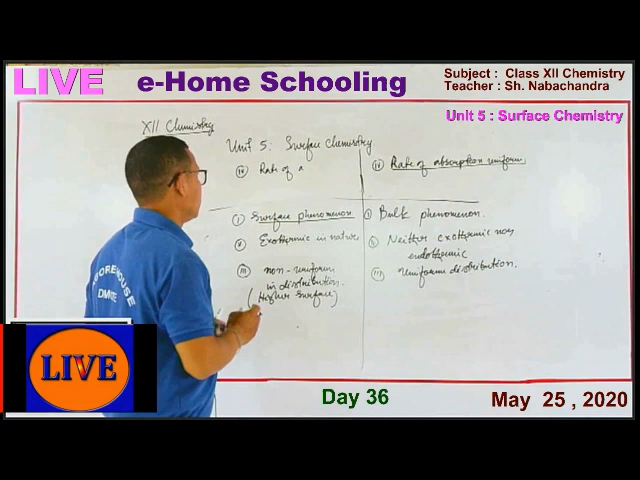 LIVE
e-Home Schooling
Subject : Class XII Chemistry
Teacher : Sh. Nabachandra
Unit 5 : Surface Chemistry
XII Chemistry
Unit 5: Surface Chemistry
(iv) Rate of a
(iv) Rate of absorption uniform
(i) Surface phenomenon
(i) Bulk phenomenon.
(ii) Exothermic in nature
(ii) Neither exothermic nor
endothermic
(iii) non-uniform
in distribution.
(Higher surface)
(iii) Uniform distribution.
DMC
LIVE
Day 36
May 25 , 2020